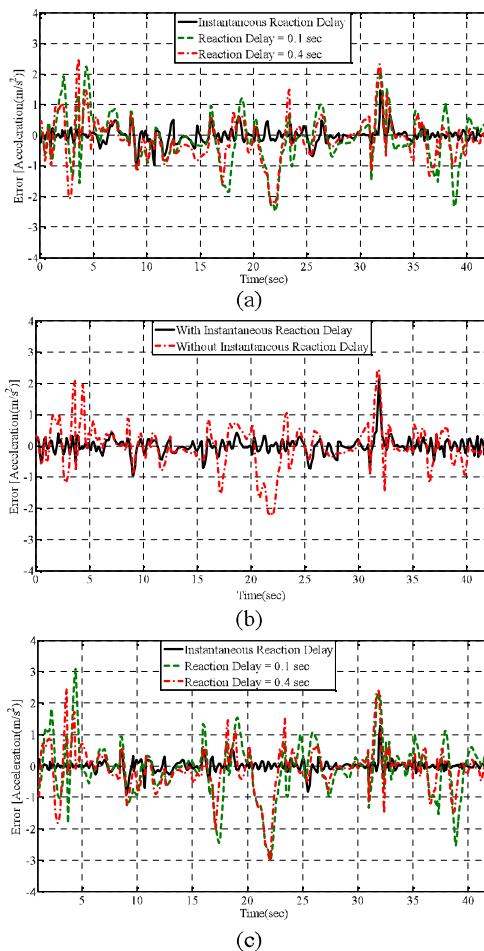 Instantaneous Reaction Delay
Reaction Delay = 0.1 sec
Reaction Delay = 0.4 sec
Error [Acceleration(m/s²)]
4
3
2
1
0
-1
-2
-3
-4
0 5 10 15 20 25 30 35 40
Time(sec)
(a)
With Instantaneous Reaction Delay
Without Instantaneous Reaction Delay
Error [Acceleration(m/s²)]
4
3
2
1
0
-1
-2
-3
-4
0 5 10 15 20 25 30 35 40
Time(sec)
(b)
Instantaneous Reaction Delay
Reaction Delay = 0.1 sec
Reaction Delay = 0.4 sec
Error [Acceleration(m/s²)]
4
3
2
1
0
-1
-2
-3
-4
5 10 15 20 25 30 35 40
Time(sec)
(c)